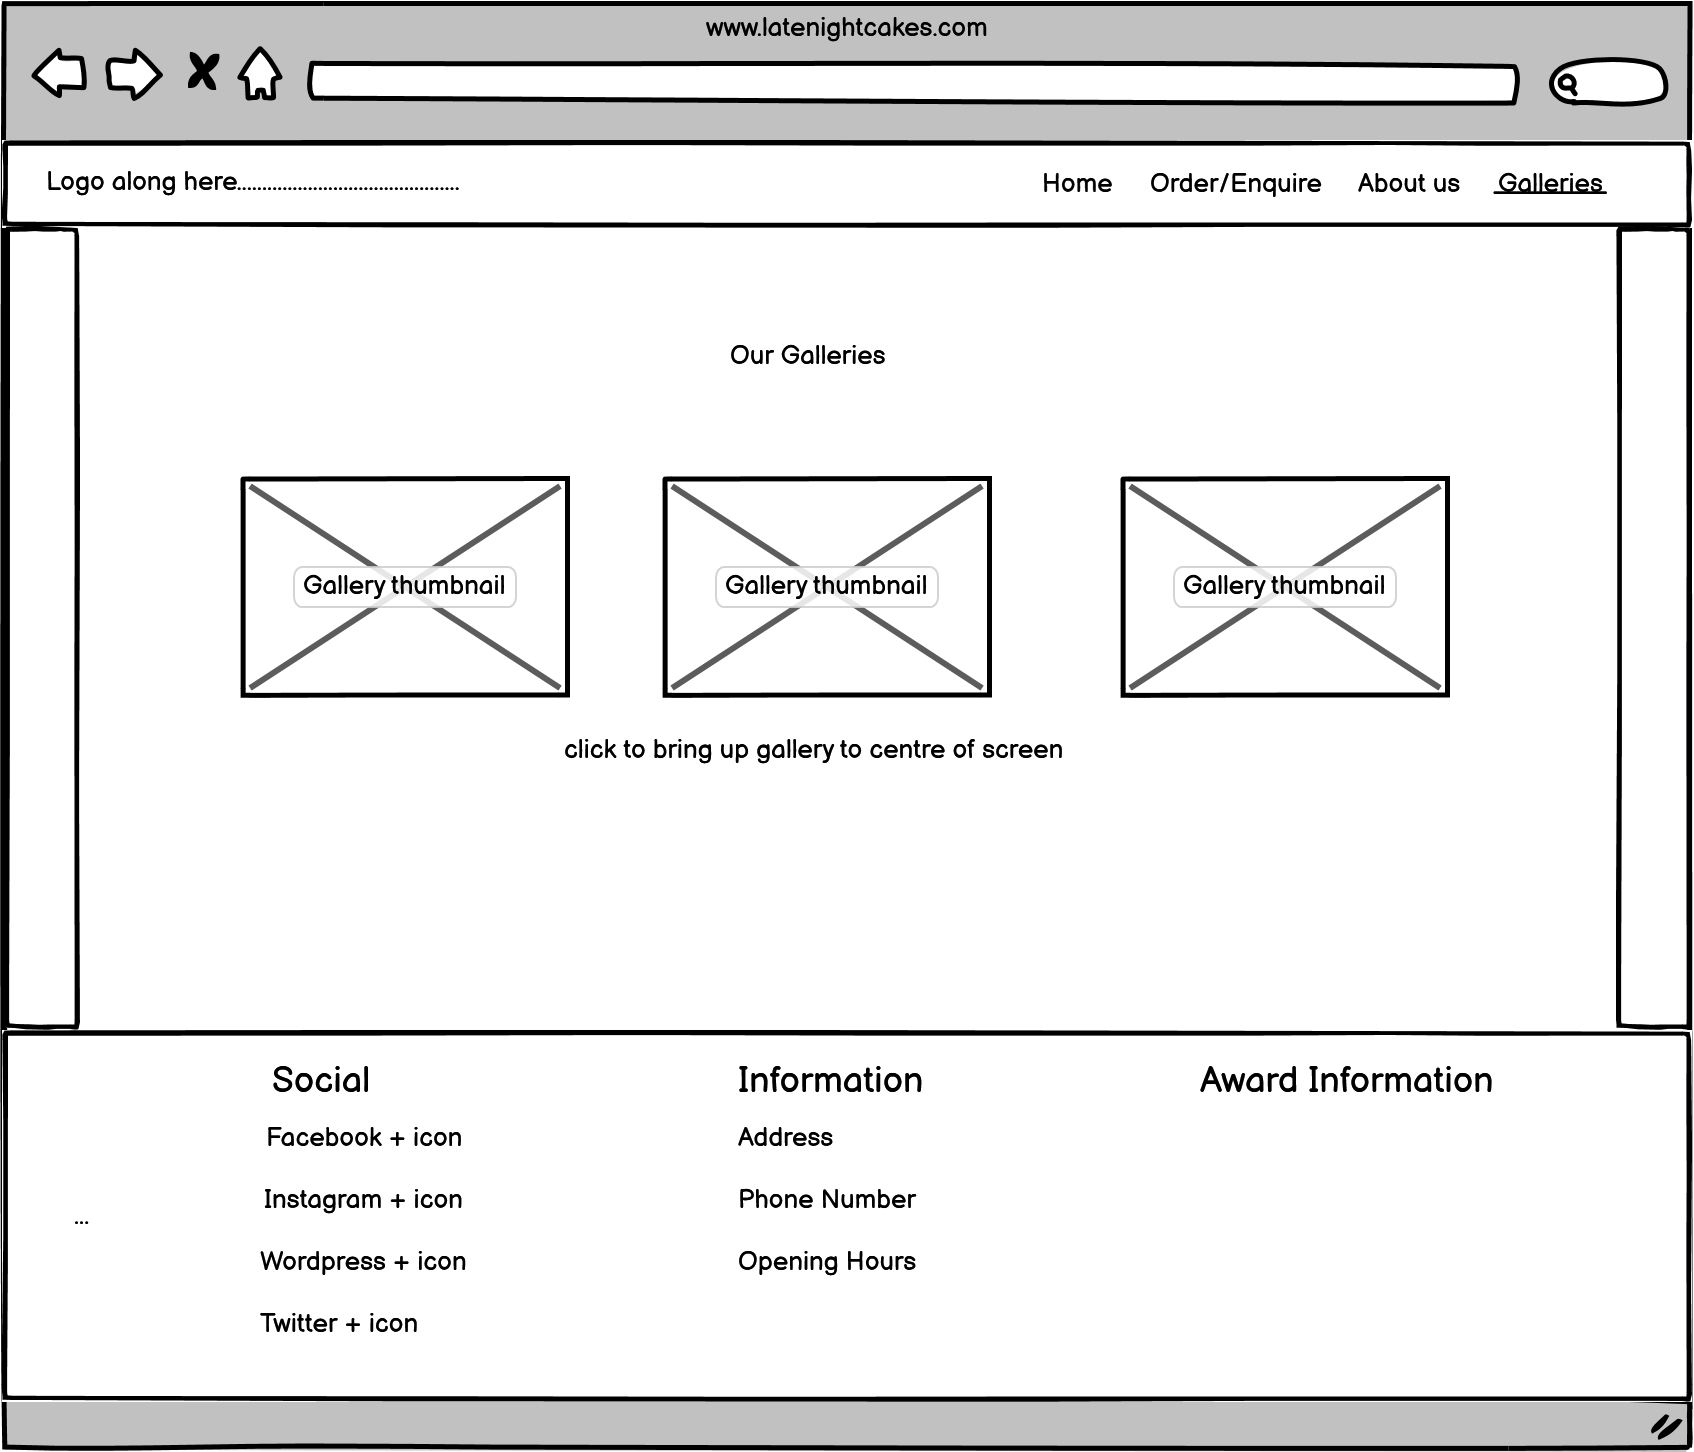 www.latenightcakes.com
Logo along here............................................
Home Order/Enquire About us Galleries
Our Galleries
Gallery thumbnail Gallery thumbnail Gallery thumbnail
click to bring up gallery to centre of screen
Social Information Award Information
Facebook + icon Address
Instagram + icon Phone Number
...
Wordpress + icon Opening Hours
Twitter + icon